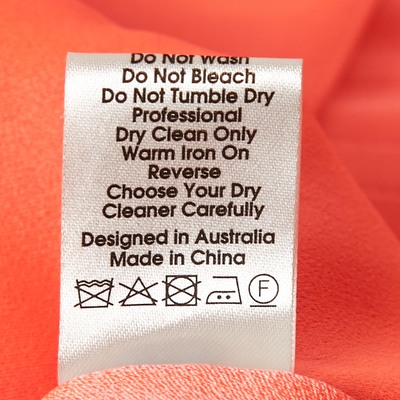 Do Not Wash
Do Not Bleach
Do Not Tumble Dry
Professional
Dry Clean Only
Warm Iron On
Reverse
Choose Your Dry
Cleaner Carefully
Designed in Australia
Made in China
F